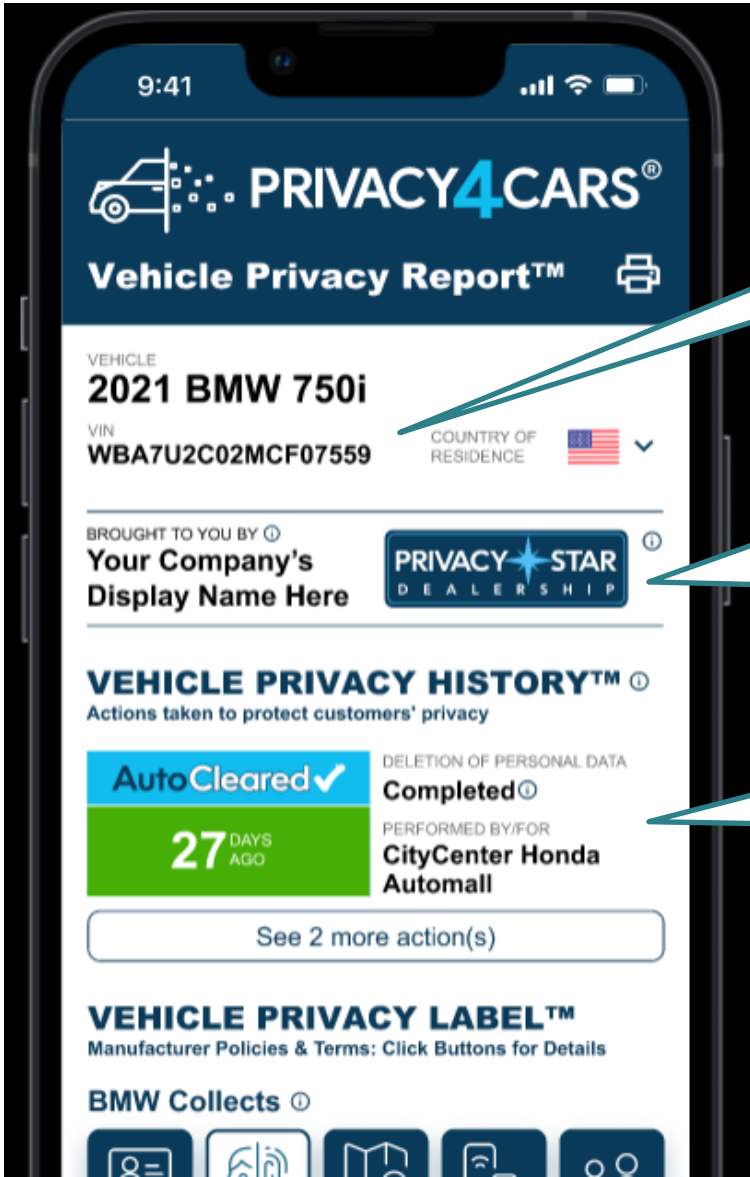 9:41
PRIVACY4CARS®
Vehicle Privacy Report™
VEHICLE
2021 BMW 750i
VIN
WBA7U2C02MCF07559
COUNTRY OF
RESIDENCE
BROUGHT TO YOU BY
Your Company's
Display Name Here
PRIVACY STAR
DEALERSHIP
VEHICLE PRIVACY HISTORY™
Actions taken to protect customers' privacy
AutoCleared
27 DAYS
AGO
DELETION OF PERSONAL DATA
Completed
PERFORMED BY/FOR
CityCenter Honda
Automall
See 2 more action(s)
VEHICLE PRIVACY LABEL™
Manufacturer Policies & Terms: Click Buttons for Details
BMW Collects